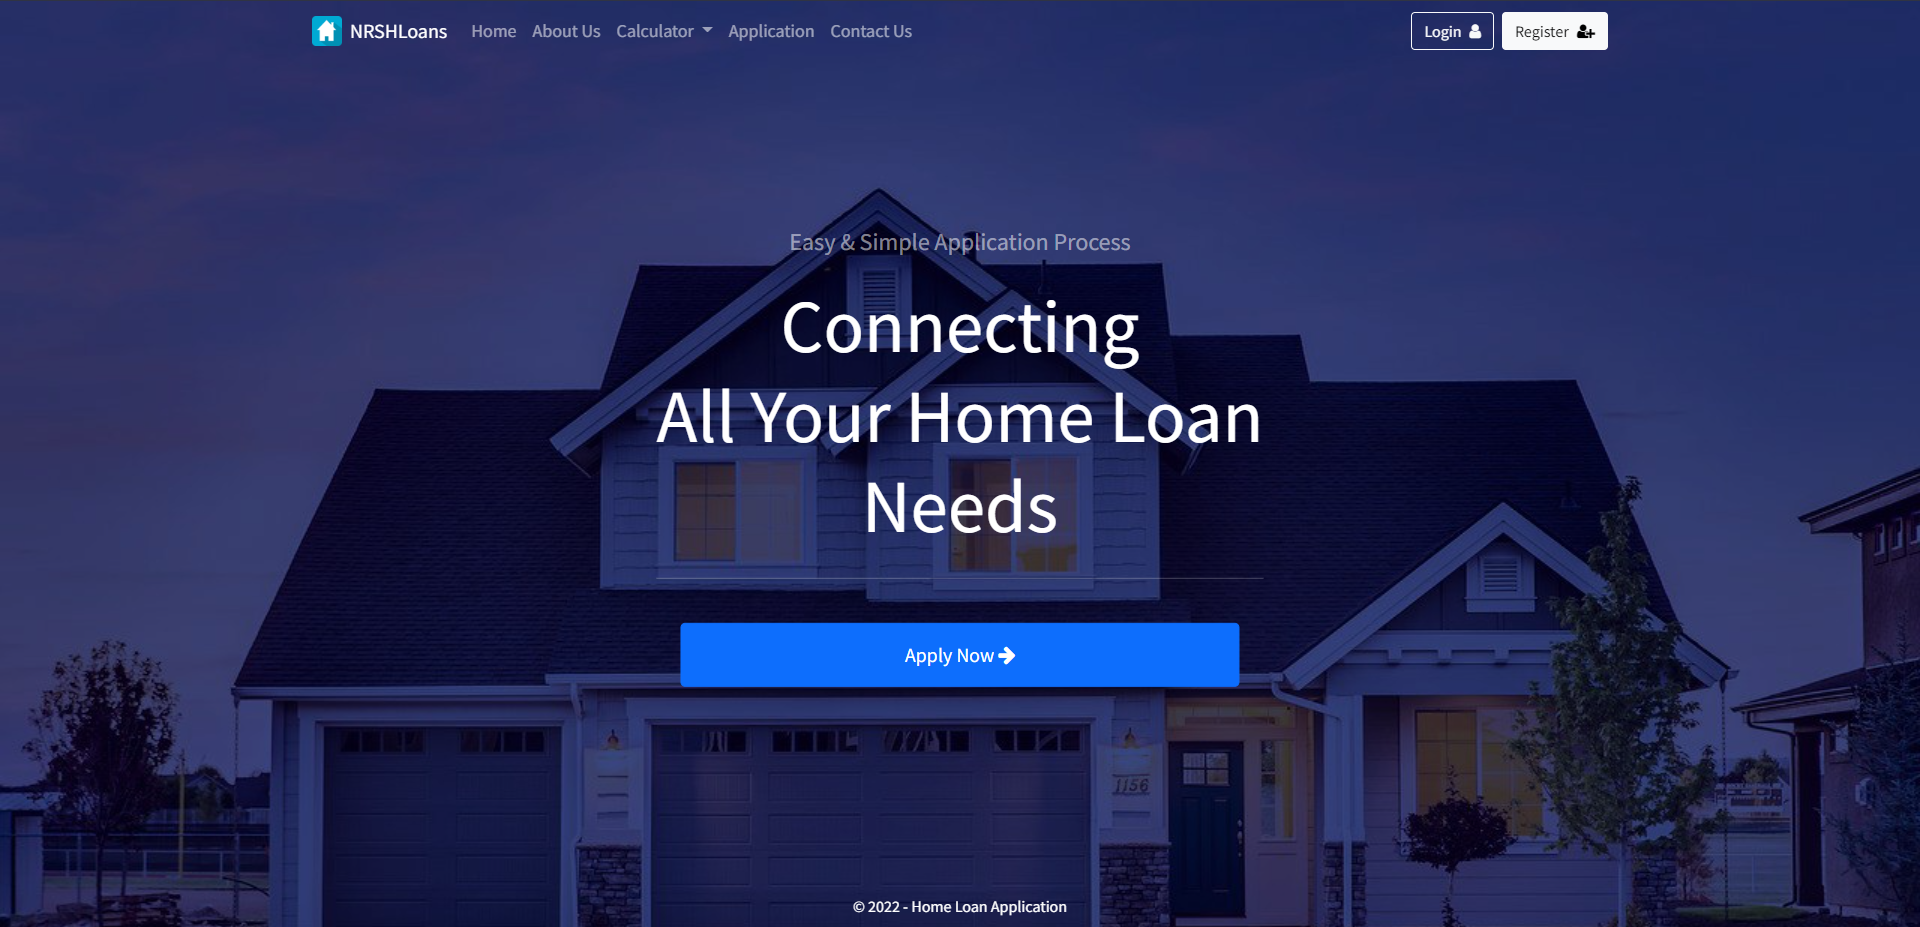 NRSHLoans Home About Us Calculator Application Contact Us Login Register
Easy & Simple Application Process
Connecting
All Your Home Loan
Needs
Apply Now
1156
© 2022 - Home Loan Application